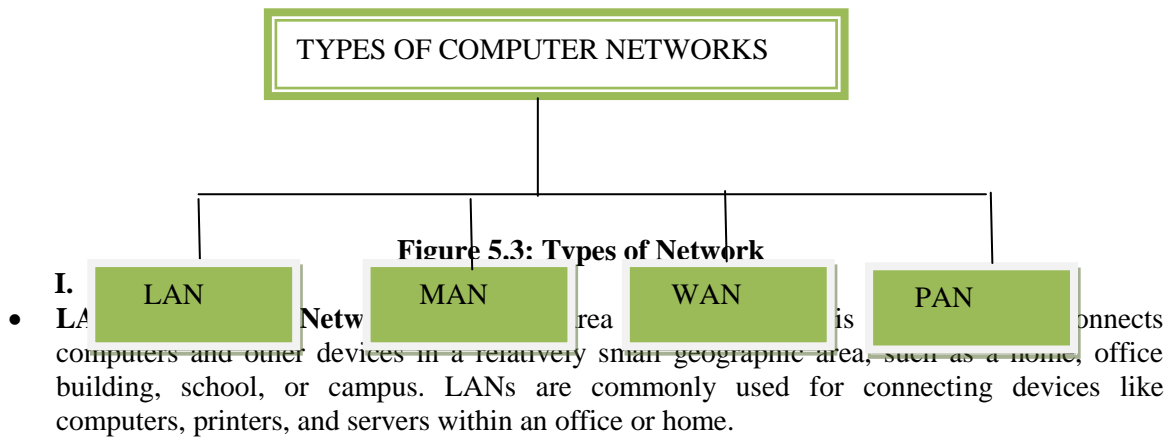 TYPES OF COMPUTER NETWORKS
Figure 5.3: Types of Network
I.
LAN MAN WAN PAN
• Netw rea is onnects
computers and other devices in a relatively small geographic area, such as a home, office
building, school, or campus. LANs are commonly used for connecting devices like
computers, printers, and servers within an office or home.